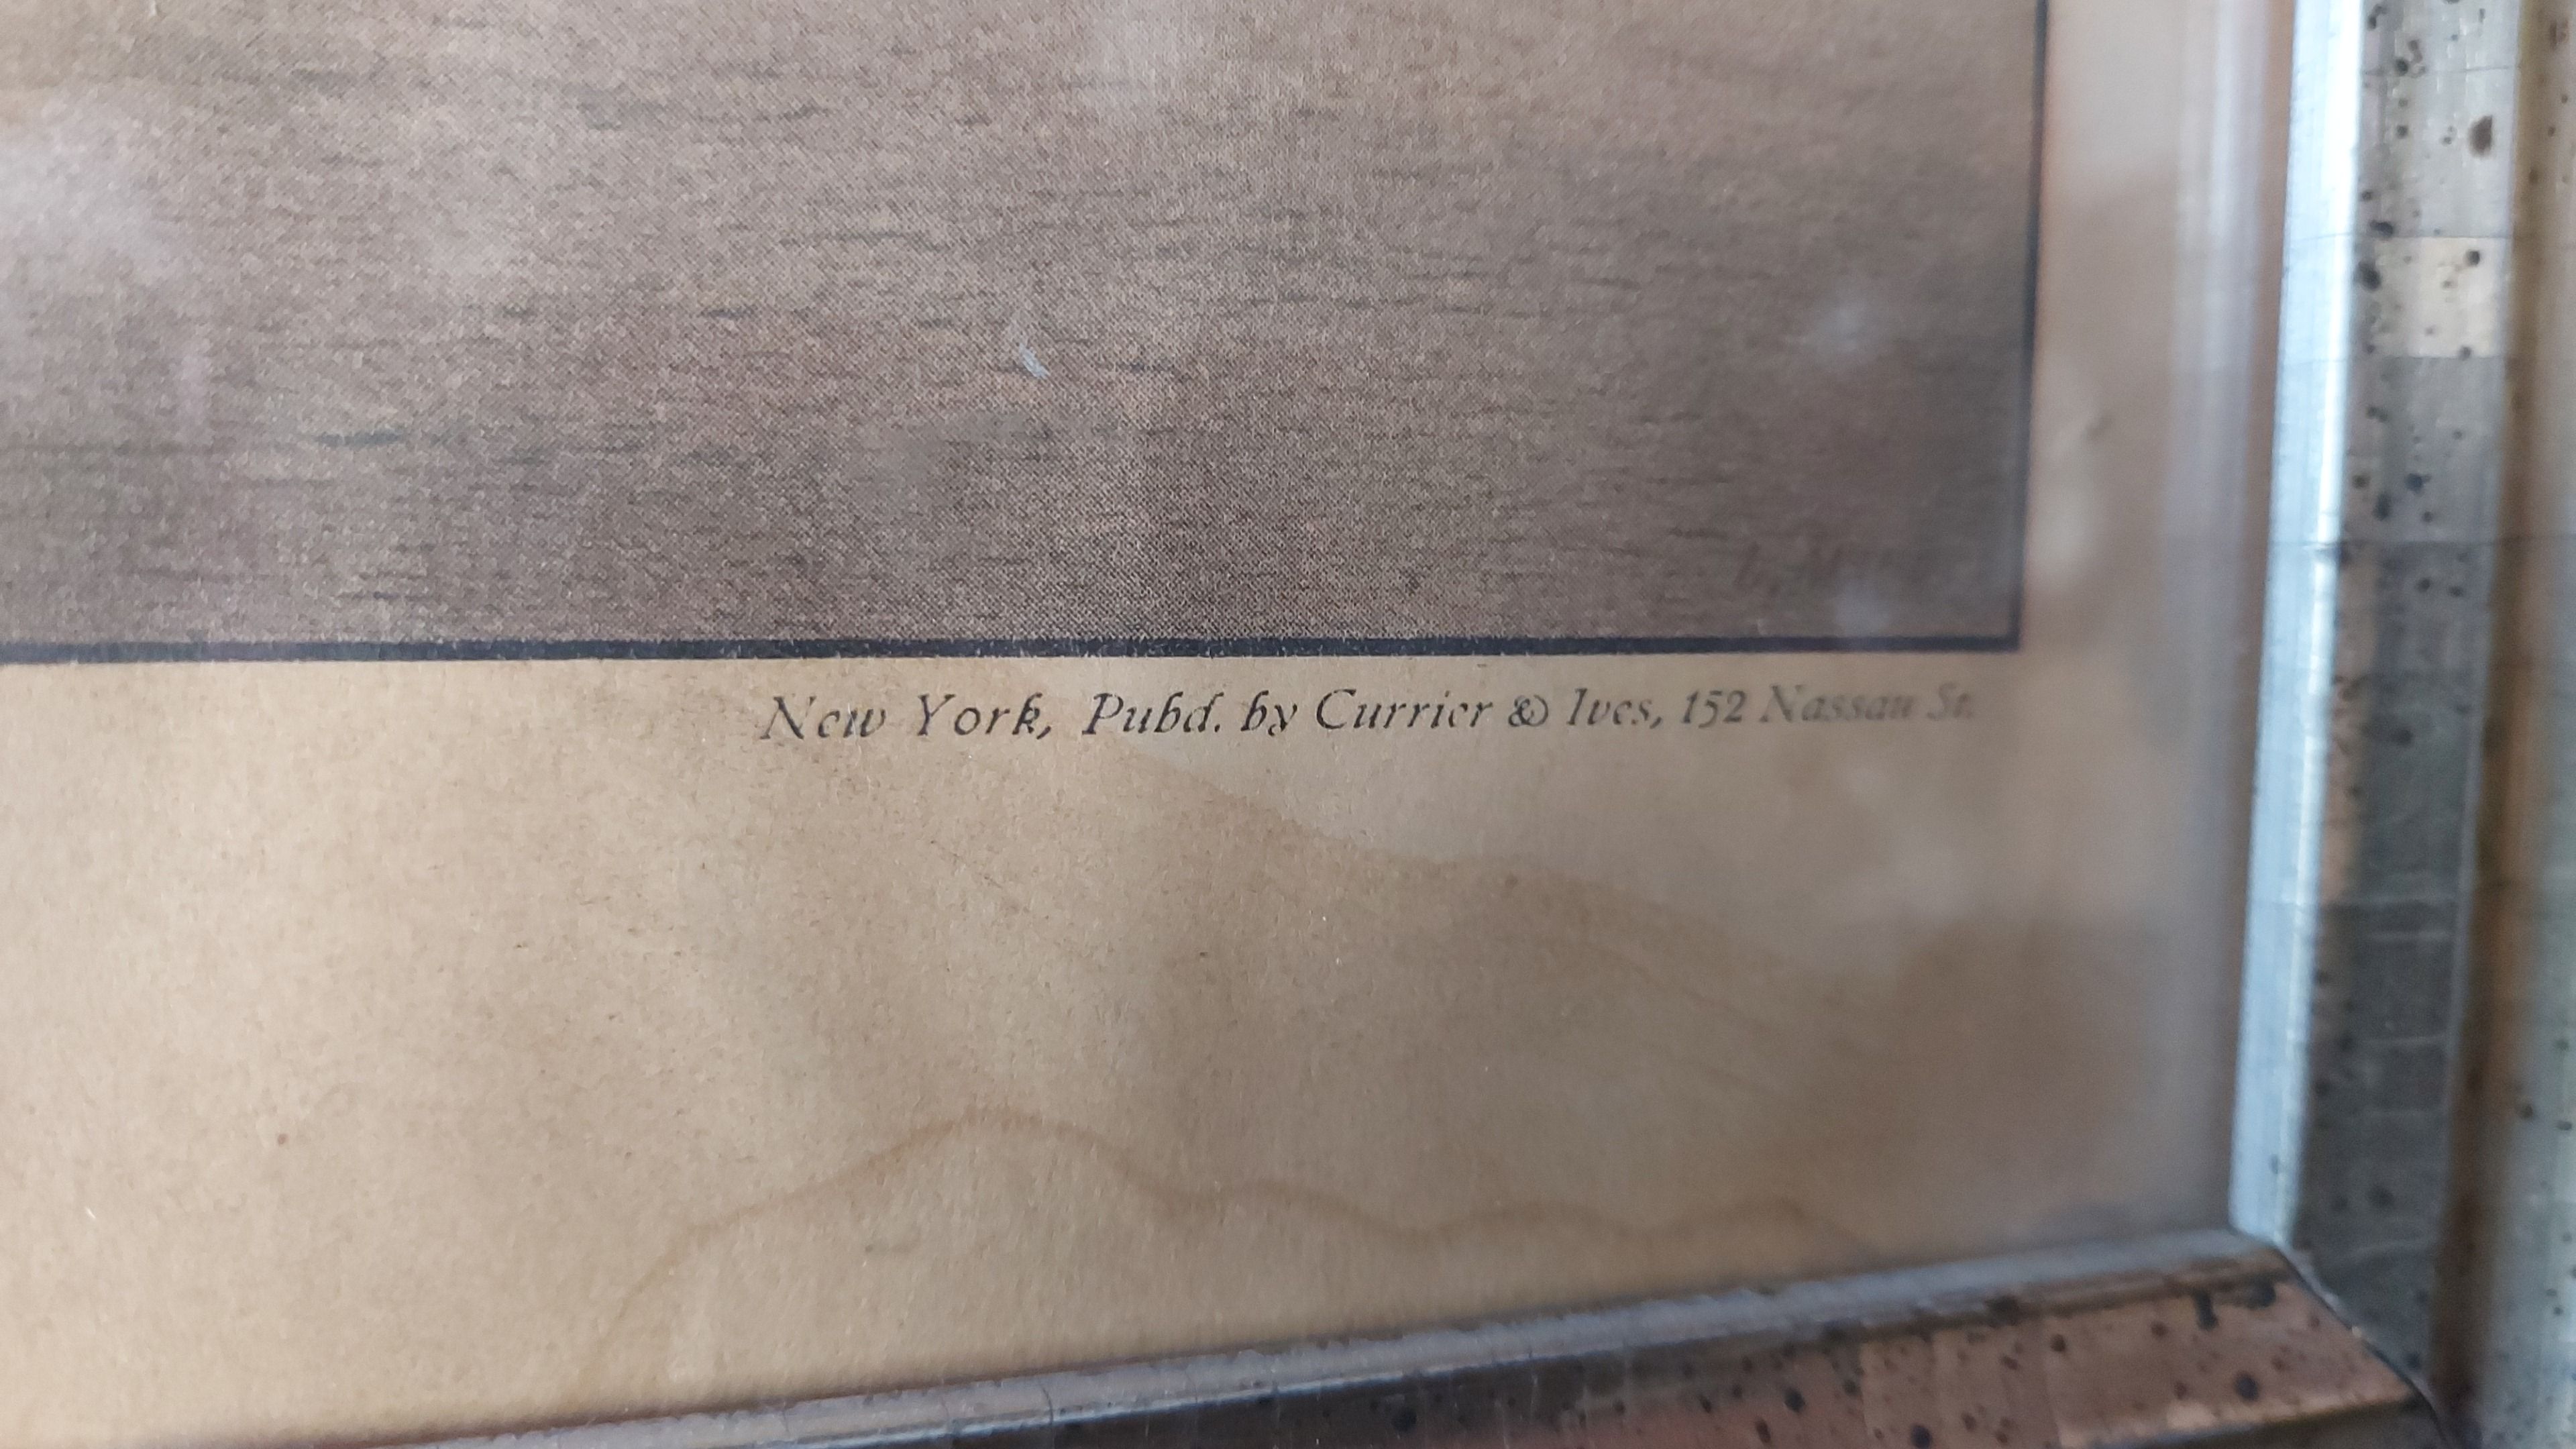 New York, Pubd. by Currier & Ives, 152 Nassau St.